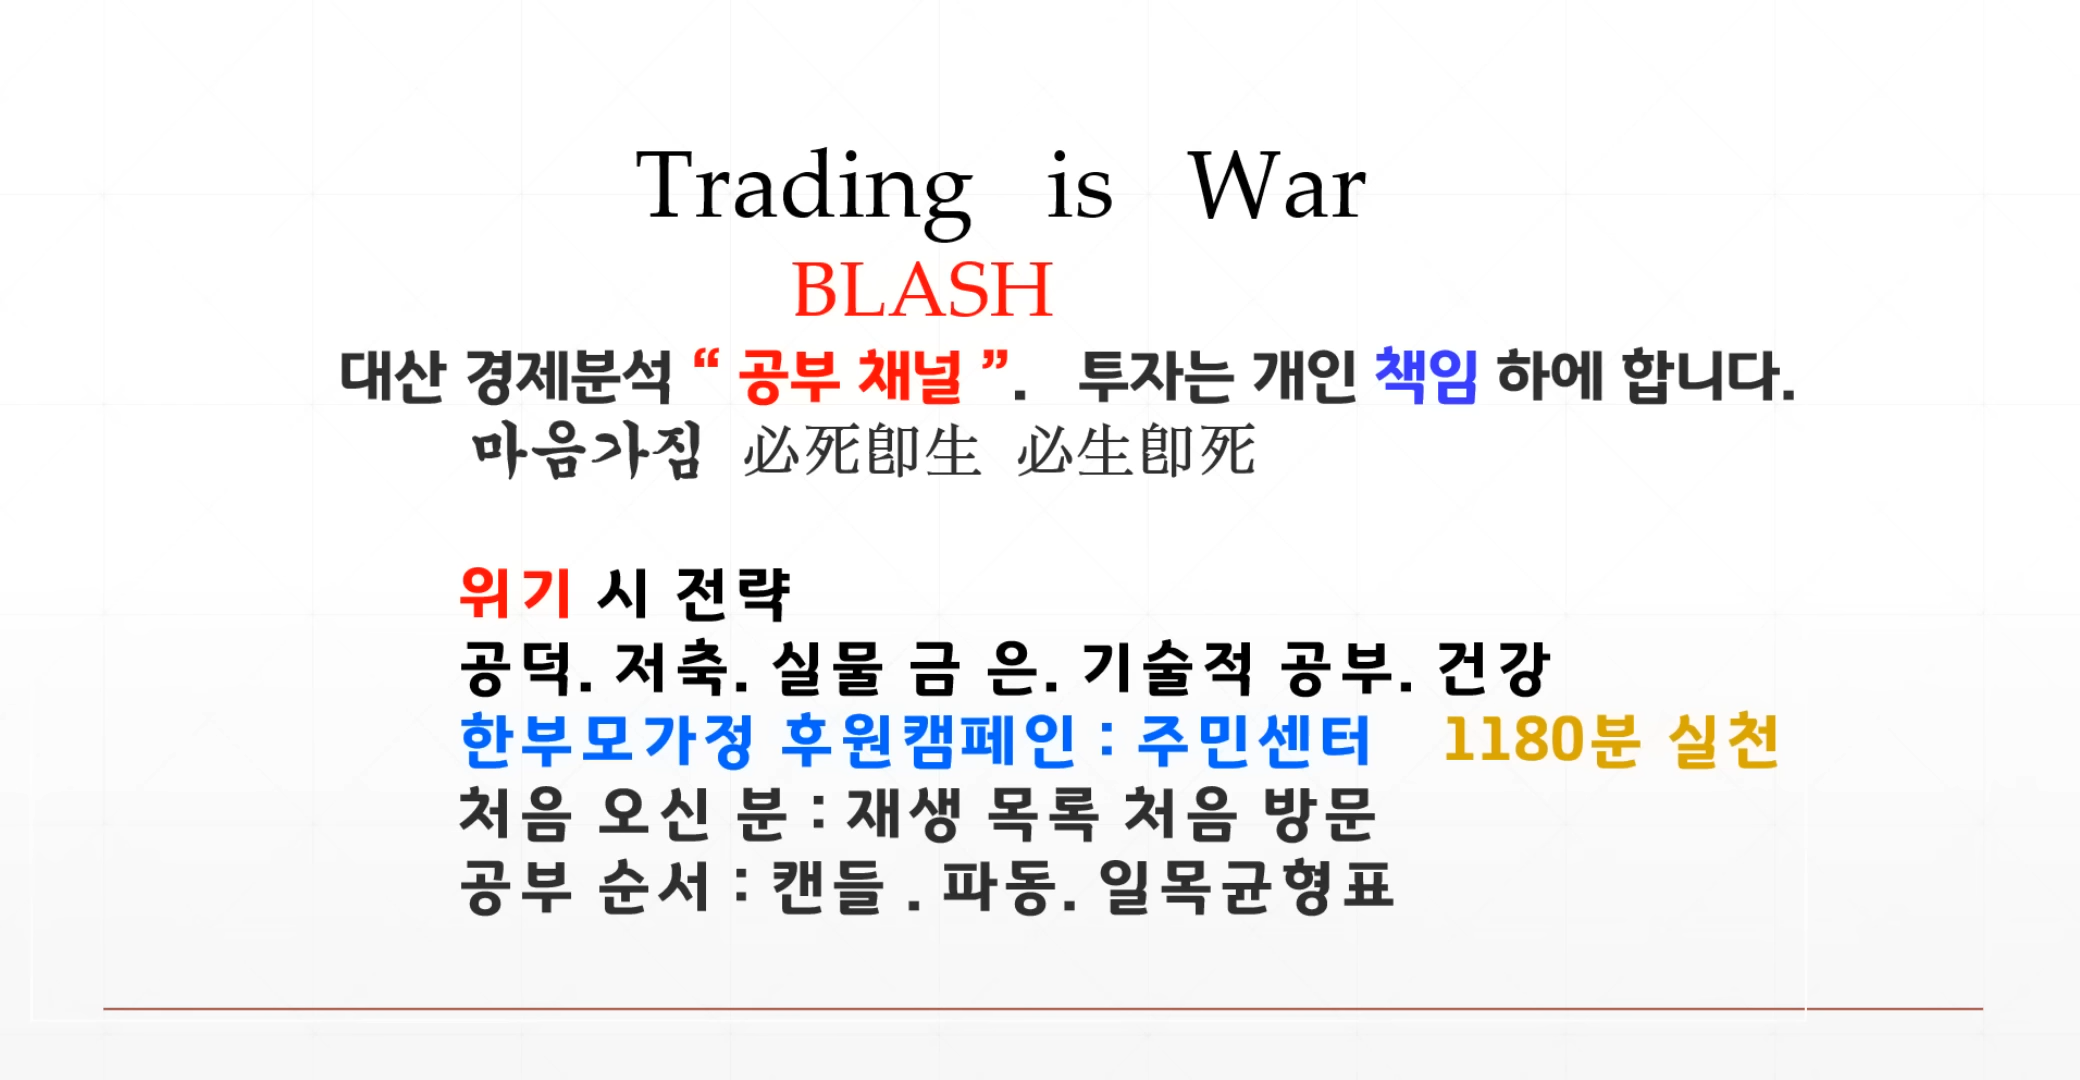 Trading is War
BLASH
대산 경제분석 “ 공부 채널 ”. 투자는 개인 책임 하에 합니다.
마음가짐 必死卽生 必生卽死
위기 시 전략
공덕. 저축. 실물 금 은. 기술적 공부. 건강
한부모가정 후원캠페인 : 주민센터 1180분 실천
처음 오신 분 : 재생 목록 처음 방문
공부 순서 : 캔들 . 파동. 일목균형표